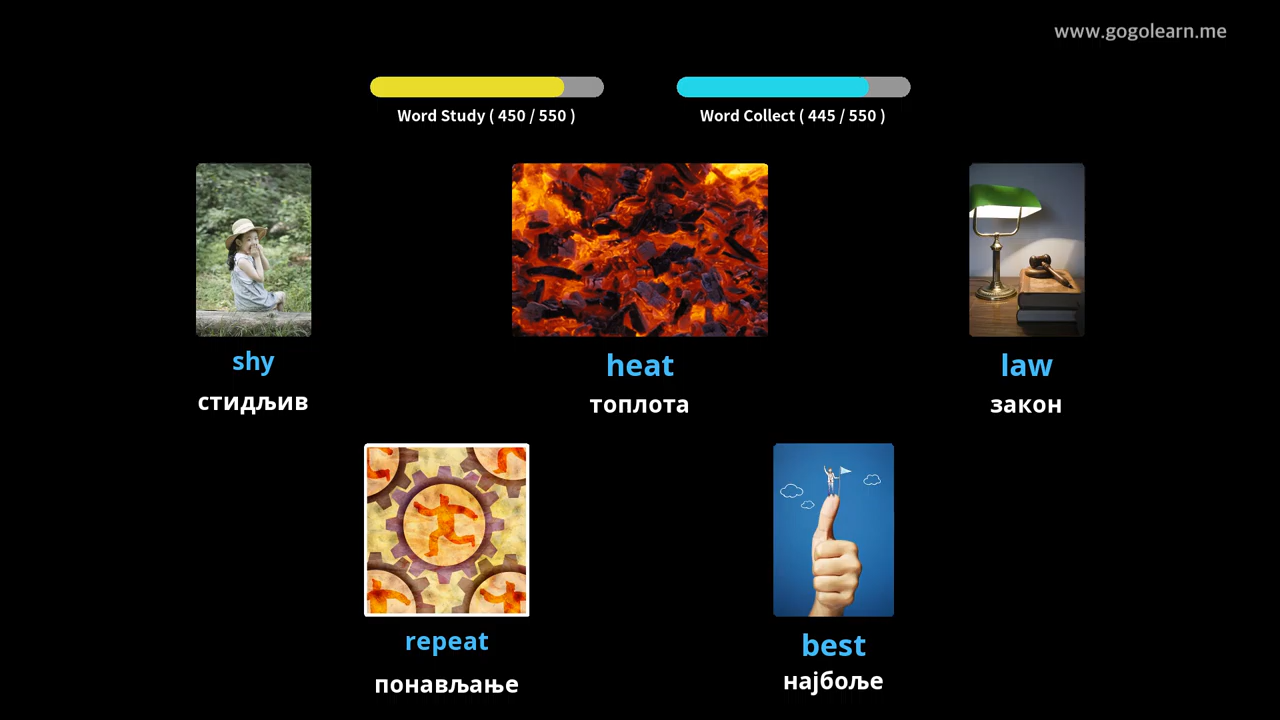 www.gogolearn.me
Word Study ( 450 / 550 )
Word Collect ( 445 / 550 )
shy
heat
law
стидљив
топлота
закон
repeat
best
понављање
најбоље